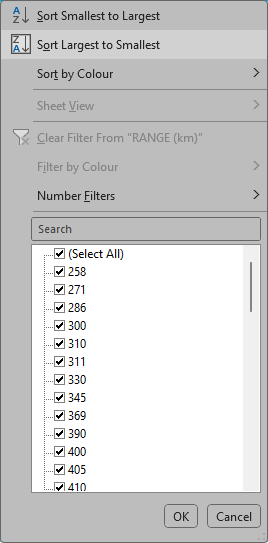 Sort Smallest to Largest
Sort Largest to Smallest
Sort by Colour
Sheet View
Clear Filter From "RANGE (km)"
Filter by Colour
Number Filters
Search
(Select All)
258
271
286
300
310
311
330
345
369
390
400
405
410
OK
Cancel